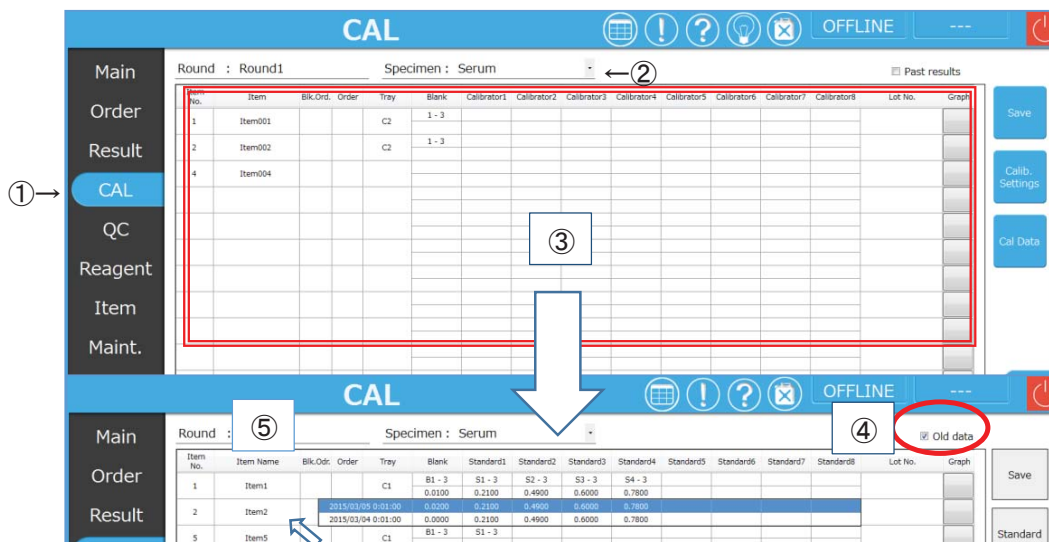 CAL OFFLINE ---
Main
Order
Result
CAL
QC
Reagent
Item
Maint.
①→
Round : Round1 Specimen : Serum ←② Past results
Item No. Item Blk.Ord. Order Tray Blank Calibrator1 Calibrator2 Calibrator3 Calibrator4 Calibrator5 Calibrator6 Calibrator7 Calibrator8 Lot No. Graph
1 Item001 C2 1 - 3
2 Item002 C2 1 - 3
4 Item004
③
Save
Calib.
Settings
Cal Data
CAL OFFLINE ---
Main
Order
Result
Round : ⑤ Specimen : Serum ④ Old data
Item No. Item Name Blk.Odr. Order Tray Blank Standard1 Standard2 Standard3 Standard4 Standard5 Standard6 Standard7 Standard8 Lot No. Graph
1 Item1 C1 B1 - 3 S1 - 3 S2 - 3 S3 - 3 S4 - 3
0.0100 0.2100 0.4900 0.6000 0.7800
2 Item2 2015/03/05 0:01:00 0.0200 0.2100 0.4900 0.6000 0.7800
2015/03/04 0:01:00 0.0000 0.2100 0.4900 0.6000 0.7800
5 Item5 C1 B1 - 3 S1 - 3
Save
Standard